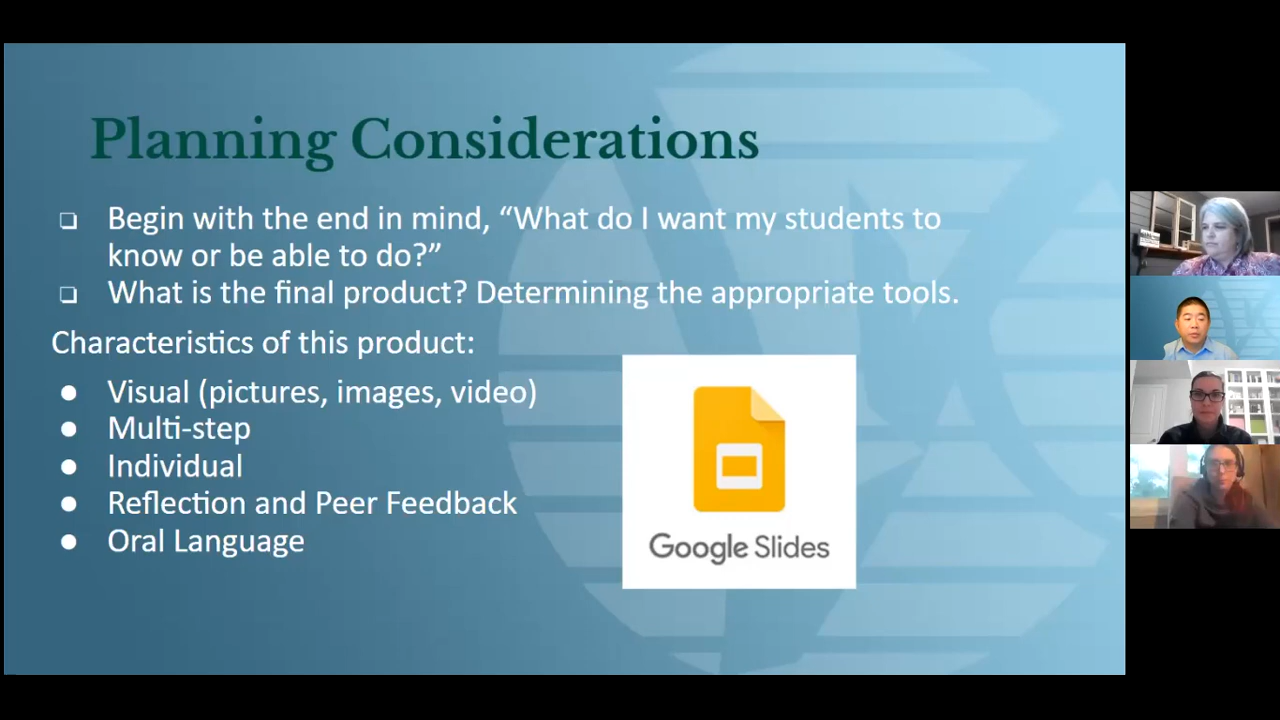 Planning Considerations
❏ Begin with the end in mind, “What do I want my students to
know or be able to do?”
❏ What is the final product? Determining the appropriate tools.
Characteristics of this product:
● Visual (pictures, images, video)
● Multi-step
● Individual
● Reflection and Peer Feedback
● Oral Language
Google Slides